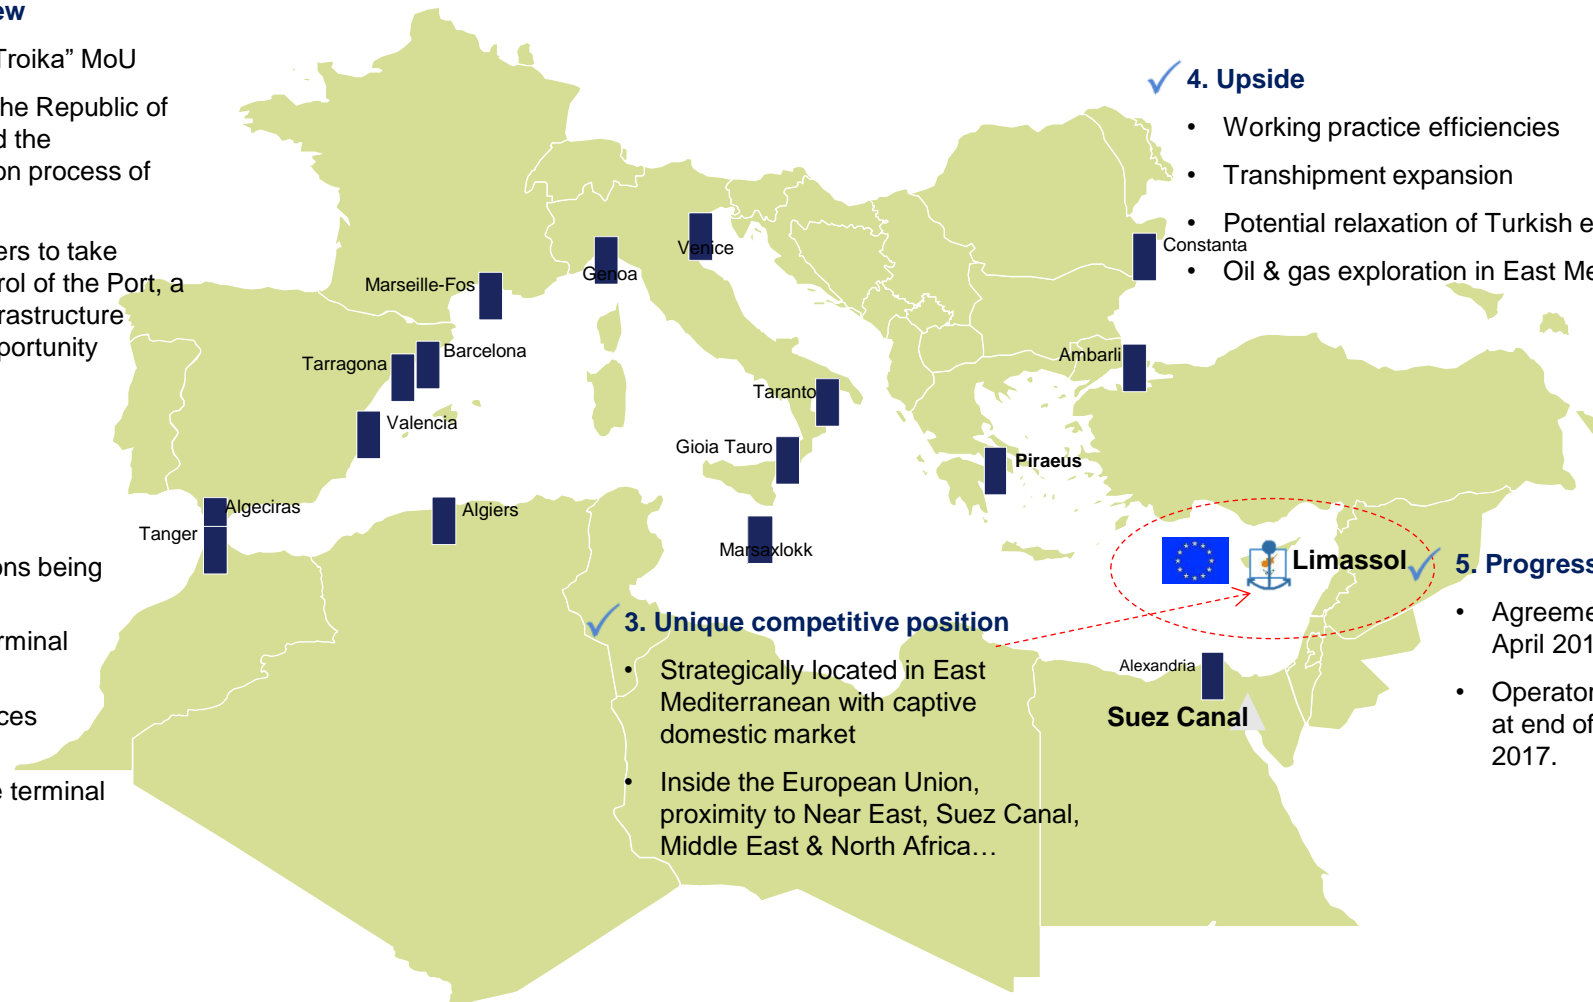 ew
Troika” MoU
the Republic of
d the
on process of
ers to take
rol of the Port, a
rastructure
portunity
ons being
erminal
ces
e terminal
4. Upside
• Working practice efficiencies
• Transhipment expansion
• Potential relaxation of Turkish e
• Oil & gas exploration in East Me
Constanta
Venice
Genoa
Marseille-Fos
Barcelona
Tarragona
Valencia
Ambarli
Taranto
Gioia Tauro
Piraeus
Algeciras
Tanger
Algiers
Marsaxlokk
Limassol
3. Unique competitive position
• Strategically located in East
Mediterranean with captive
domestic market
• Inside the European Union,
proximity to Near East, Suez Canal,
Middle East & North Africa…
Alexandria
Suez Canal
5. Progress
• Agreeme
April 201
• Operator
at end of
2017.